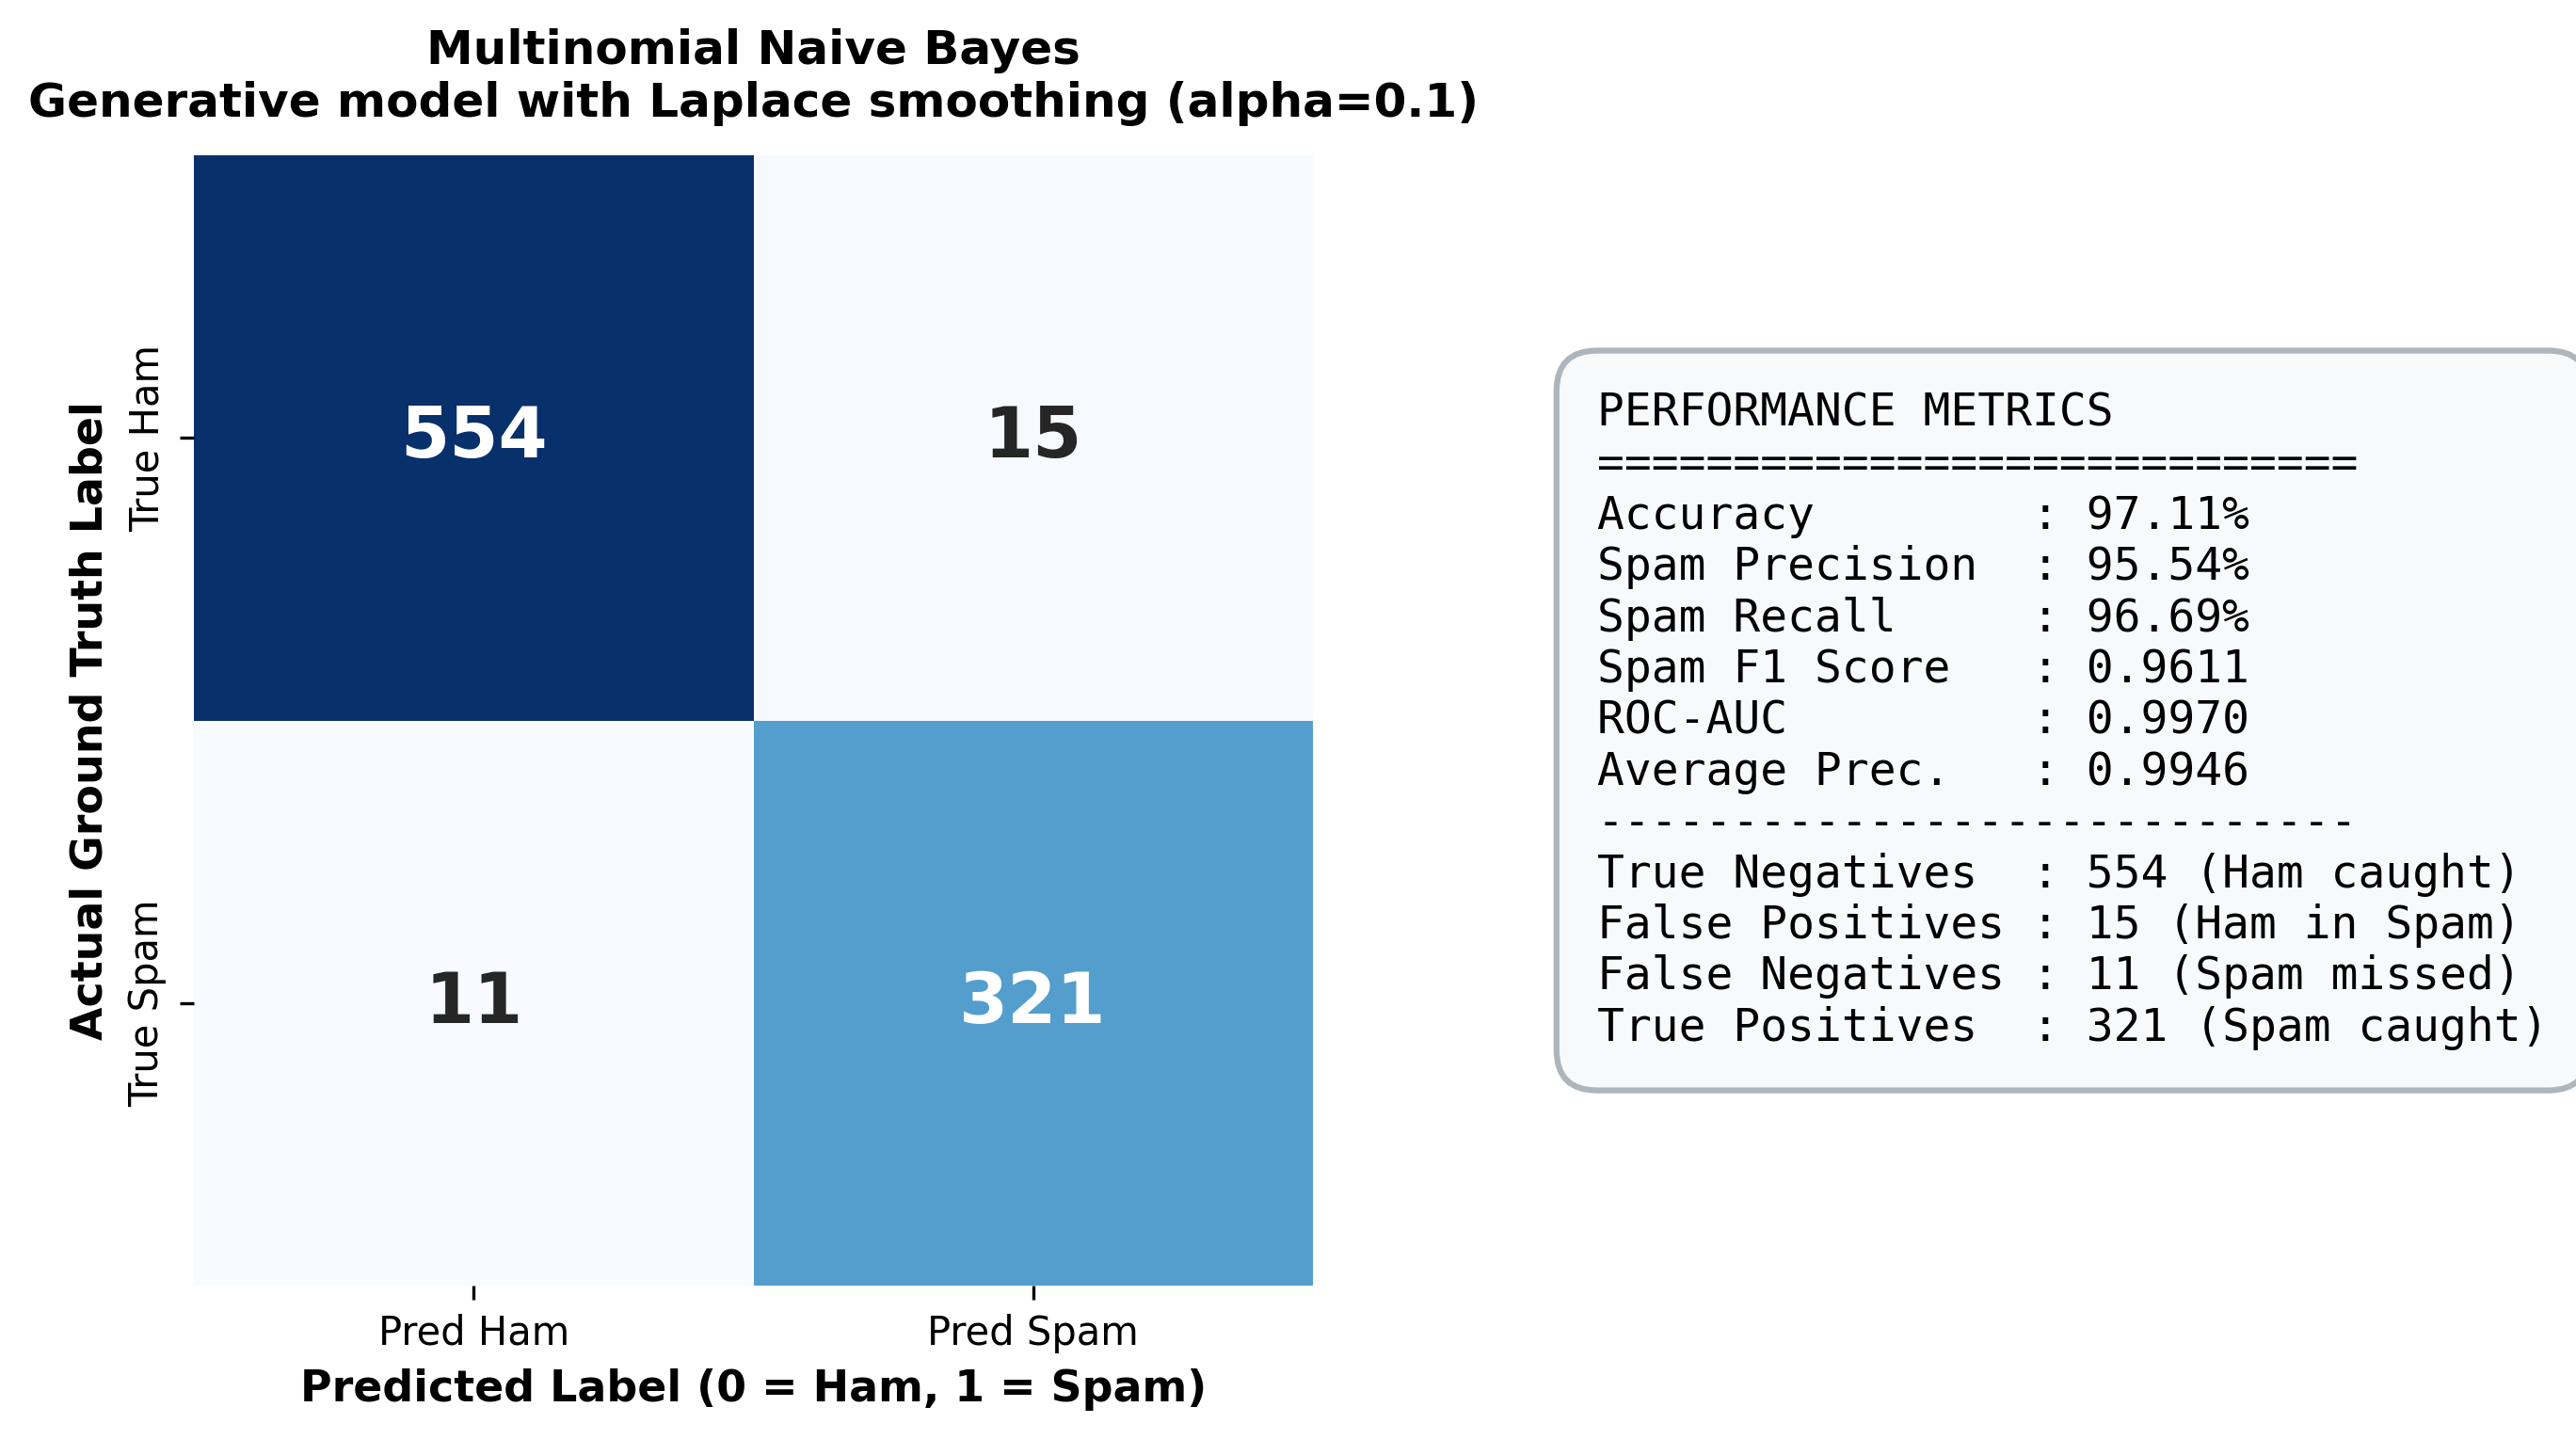 Multinomial Naive Bayes
Generative model with Laplace smoothing (alpha=0.1)
Actual Ground Truth Label
True Ham
True Spam
554
15
11
321
Pred Ham
Pred Spam
Predicted Label (0 = Ham, 1 = Spam)
PERFORMANCE METRICS
============================
Accuracy        : 97.11%
Spam Precision  : 95.54%
Spam Recall     : 96.69%
Spam F1 Score   : 0.9611
ROC-AUC         : 0.9970
Average Prec.   : 0.9946
----------------------------
True Negatives  : 554 (Ham caught)
False Positives : 15 (Ham in Spam)
False Negatives : 11 (Spam missed)
True Positives  : 321 (Spam caught)